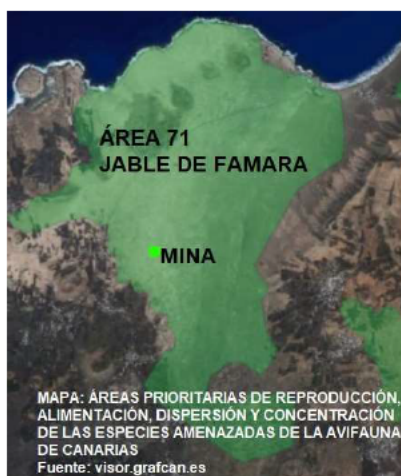 ÁREA 71
JABLE DE FAMARA
MINA
MAPA: ÁREAS PRIORITARIAS DE REPRODUCCIÓN,
ALIMENTACIÓN, DISPERSIÓN Y CONCENTRACIÓN
DE LAS ESPECIES AMENAZADAS DE LA AVIFAUNA
DE CANARIAS
Fuente: visor.grafcan.es